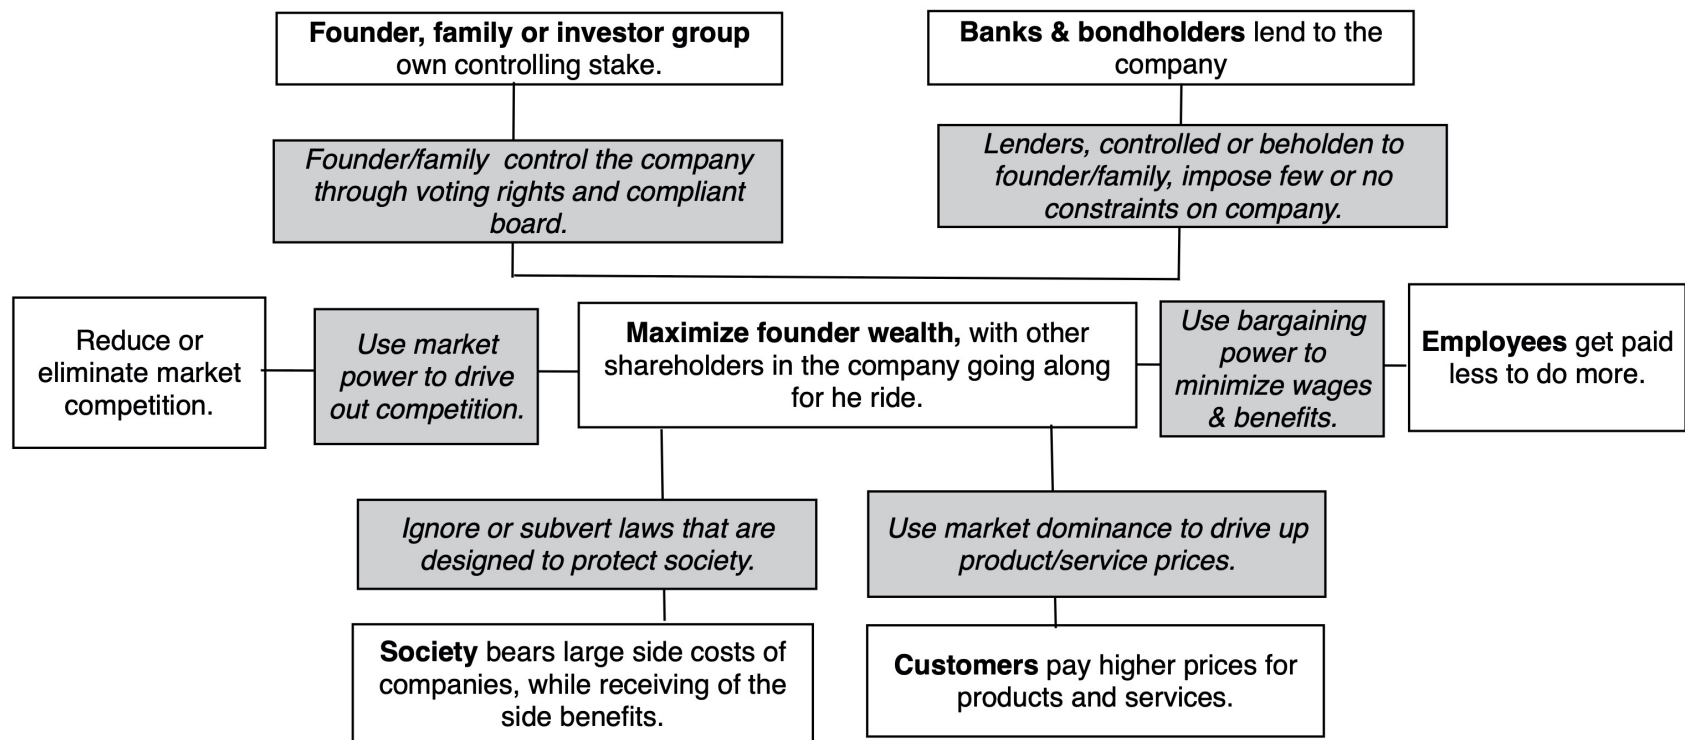 Founder, family or investor group
own controlling stake.
Banks & bondholders lend to the
company
Founder/family control the company
through voting rights and compliant
board.
Lenders, controlled or beholden to
founder/family, impose few or no
constraints on company.
Reduce or
eliminate market
competition.
Use market
power to drive
out competition.
Maximize founder wealth, with other
shareholders in the company going along
for he ride.
Use bargaining
power to
minimize wages
& benefits.
Employees get paid
less to do more.
Ignore or subvert laws that are
designed to protect society.
Use market dominance to drive up
product/service prices.
Society bears large side costs of
companies, while receiving of the
side benefits.
Customers pay higher prices for
products and services.